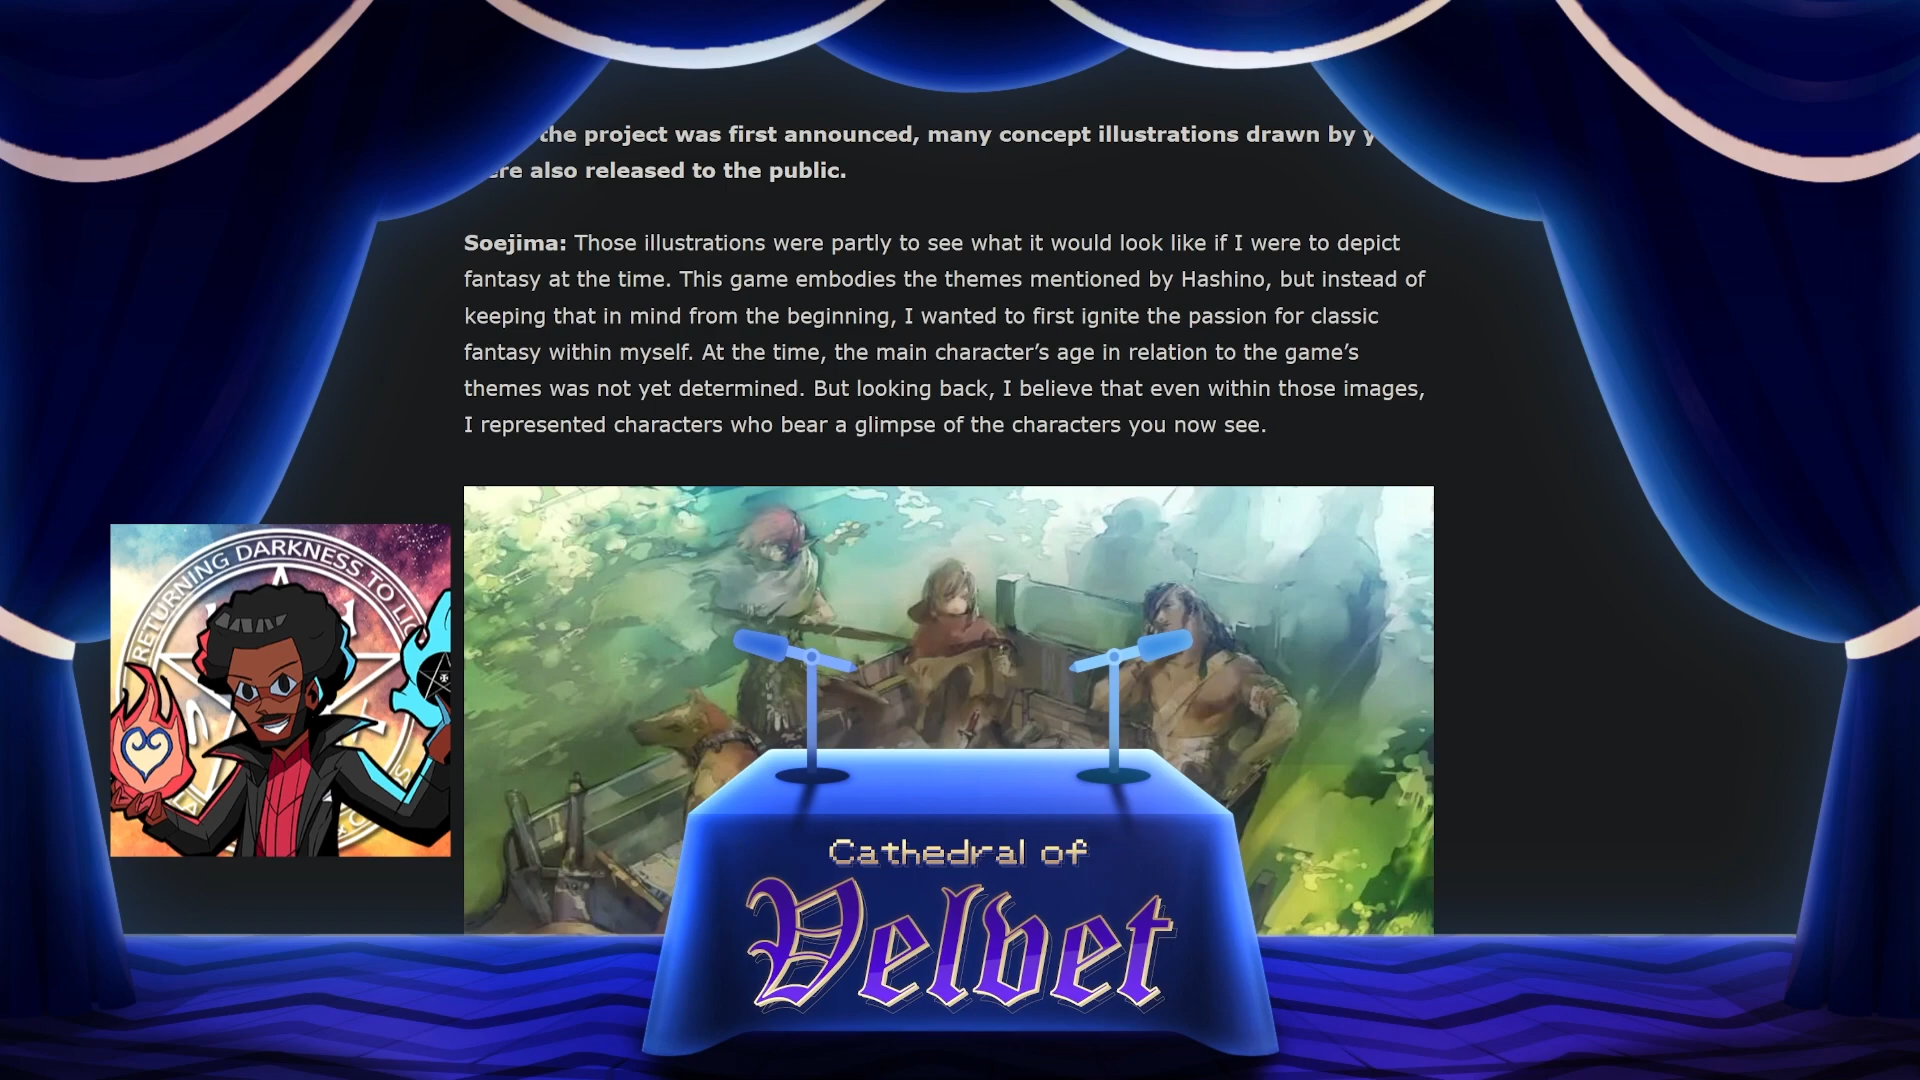 the project was first announced, many concept illustrations drawn by
also released to the public.
Soejima: Those illustrations were partly to see what it would look like if I were to depict
fantasy at the time. This game embodies the themes mentioned by Hashino, but instead of
keeping that in mind from the beginning, I wanted to first ignite the passion for classic
fantasy within myself. At the time, the main character’s age in relation to the game’s
themes was not yet determined. But looking back, I believe that even within those images,
I represented characters who bear a glimpse of the characters you now see.
RETURNING DARKNESS TO
Cathedral of
Velvet